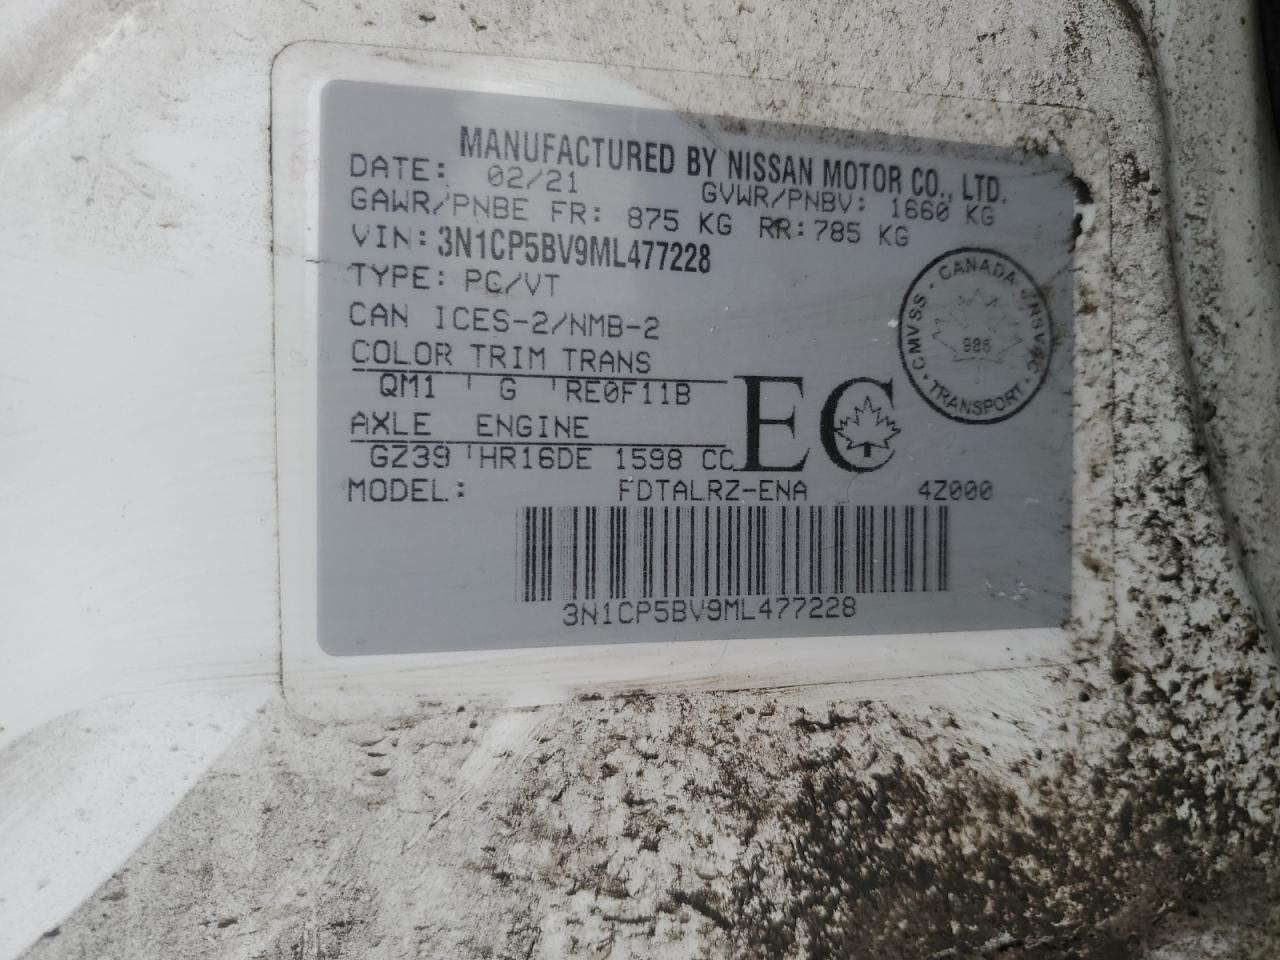 MANUFACTURED BY NISSAN MOTOR CO., LTD.
DATE: 02/21 GVWR/PNBV: 1660 KG
GAWR/PNBE FR: 875 KG RR: 785 KG
VIN: 3N1CP5BV9ML477228
TYPE: PC/VT
CAN ICES-2/NMB-2
COLOR TRIM TRANS
QM1 ' G ' RE0F11B
AXLE ENGINE
GZ39 ' HR16DE 1598 CC
EC
CANADA
CMVSS - NSVAC
986
TRANSPORT
MODEL: FDTALRZ-ENA 4Z000
3N1CP5BV9ML477228